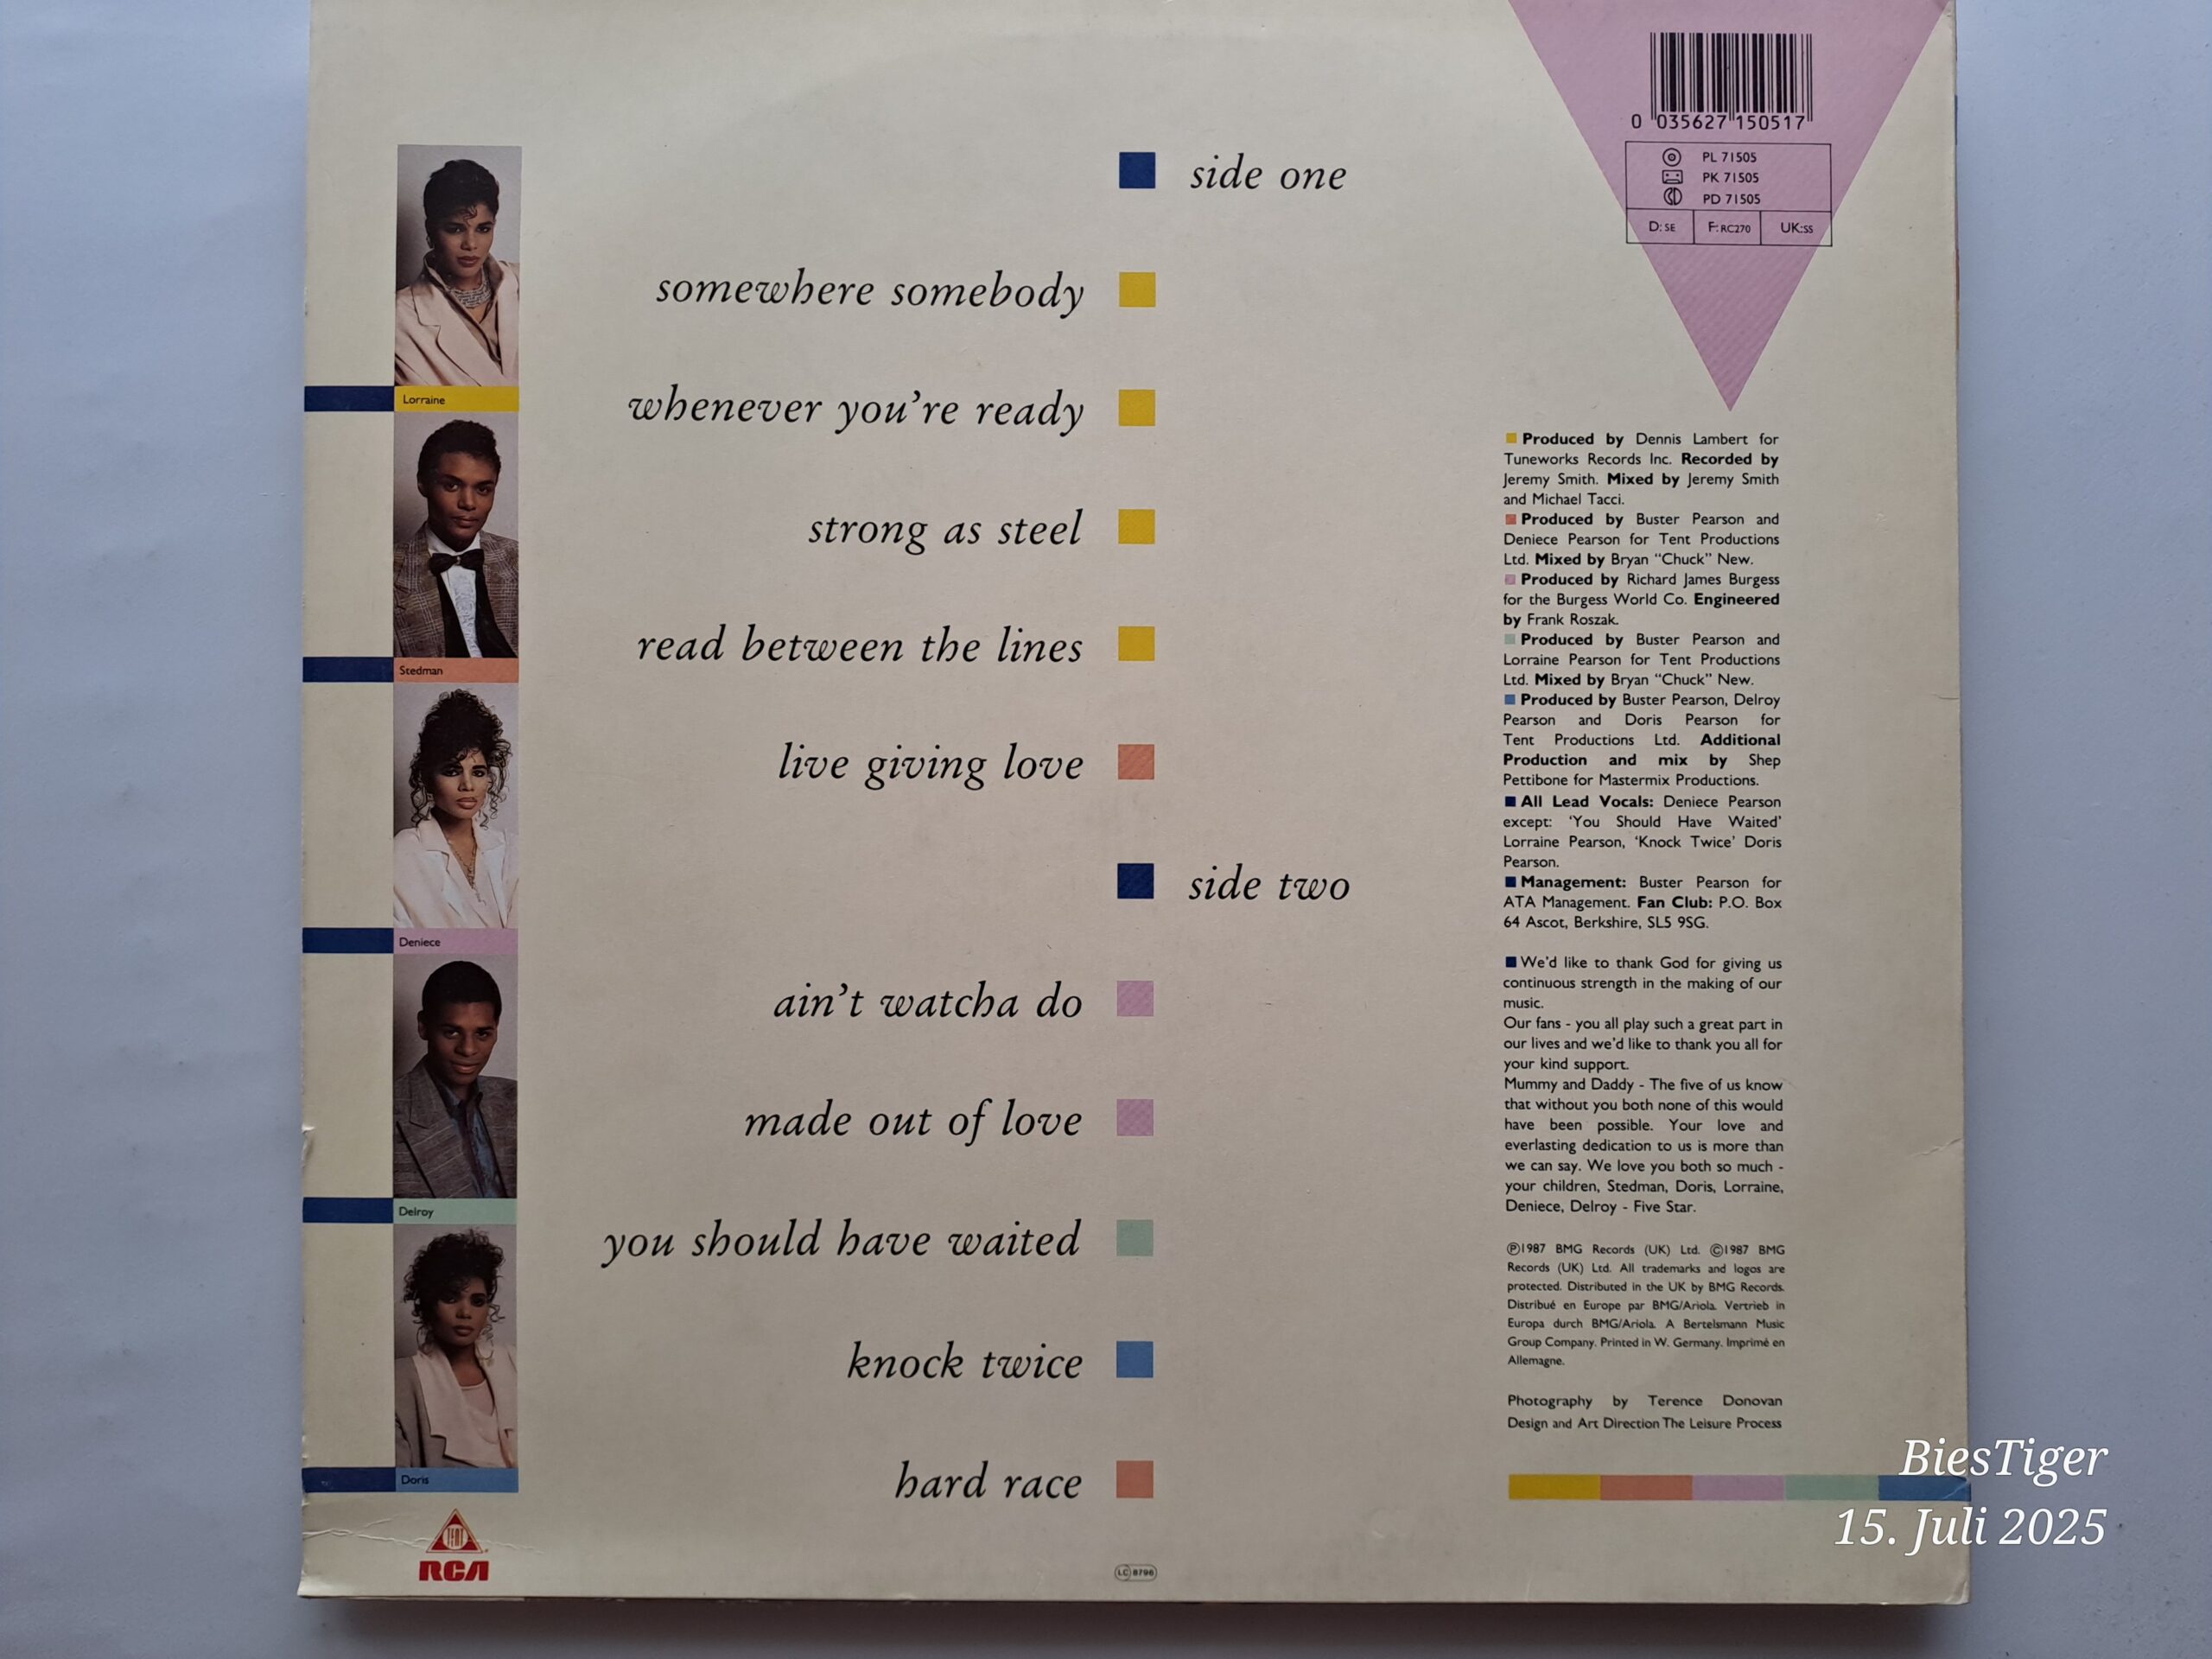 0 035627 150517
PL 71505
PK 71505
PD 71505
D: SE F: RC270 UK: SS
side one
somewhere somebody
whenever you're ready
strong as steel
read between the lines
live giving love
side two
ain't watcha do
made out of love
you should have waited
knock twice
hard race
Lorraine
Stedman
Deniece
Delroy
Doris
TENT
RCA
LC 8796
Produced by Dennis Lambert for
Tuneworks Records Inc. Recorded by
Jeremy Smith. Mixed by Jeremy Smith
and Michael Tacci.
Produced by Buster Pearson and
Deniece Pearson for Tent Productions
Ltd. Mixed by Bryan “Chuck” New.
Produced by Richard James Burgess
for the Burgess World Co. Engineered
by Frank Roszak.
Produced by Buster Pearson and
Lorraine Pearson for Tent Productions
Ltd. Mixed by Bryan “Chuck” New.
Produced by Buster Pearson, Delroy
Pearson and Doris Pearson for
Tent Productions Ltd. Additional
Production and mix by Shep
Pettibone for Mastermix Productions.
All Lead Vocals: Deniece Pearson
except: ‘You Should Have Waited’
Lorraine Pearson, ‘Knock Twice’ Doris
Pearson.
Management: Buster Pearson for
ATA Management. Fan Club: P.O. Box
64 Ascot, Berkshire, SL5 9SG.
We'd like to thank God for giving us
continuous strength in the making of our
music.
Our fans - you all play such a great part in
our lives and we'd like to thank you all for
your kind support.
Mummy and Daddy - The five of us know
that without you both none of this would
have been possible. Your love and
everlasting dedication to us is more than
we can say. We love you both so much -
your children, Stedman, Doris, Lorraine,
Deniece, Delroy - Five Star.
Ⓟ1987 BMG Records (UK) Ltd. ©1987 BMG
Records (UK) Ltd. All trademarks and logos are
protected. Distributed in the UK by BMG Records.
Distribué en Europe par BMG/Ariola. Vertrieb in
Europa durch BMG/Ariola. A Bertelsmann Music
Group Company. Printed in W. Germany. Imprimé en
Allemagne.
Photography by Terence Donovan
Design and Art Direction The Leisure Process
BiesTiger
15. Juli 2025